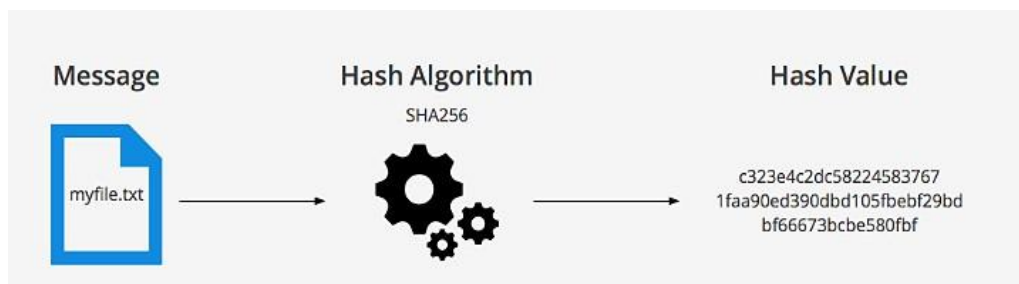 Message
Hash Algorithm
Hash Value
SHA256
myfile.txt
c323e4c2dc58224583767
1faa90ed390dbd105fbebf29bd
bf66673bcbe580fbf